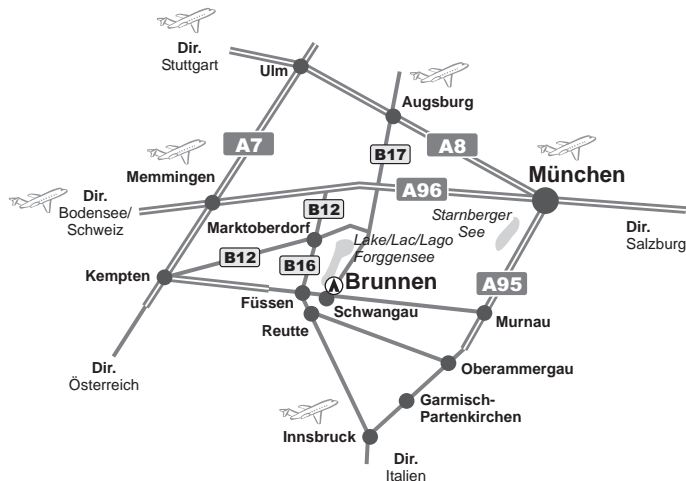 Dir.
Stuttgart
Ulm
Augsburg
A7
B17
A8
Memmingen
München
A96
Dir.
Bodensee/
Schweiz
B12
Starnberger
See
Marktoberdorf
Dir.
Salzburg
Lake/Lac/Lago
Forggensee
B12
B16
Kempten
Brunnen
A95
Füssen
Schwangau
Reutte
Murnau
Dir.
Österreich
Oberammergau
Garmisch-
Partenkirchen
Innsbruck
Dir.
Italien